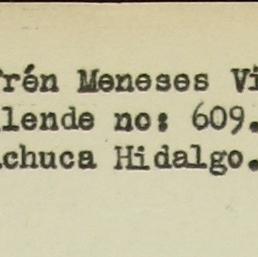 frén Meneses Vi
llende no: 609.
achuca Hidalgo.